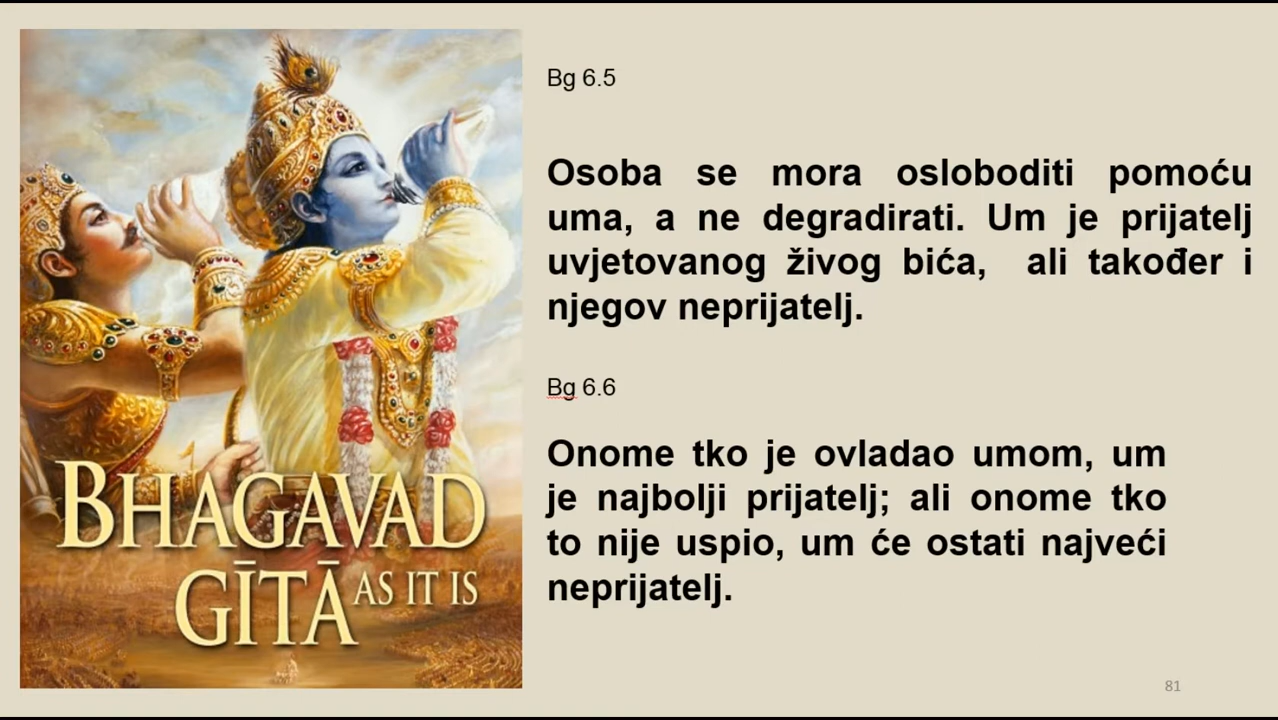 Bg 6.5
Osoba se mora osloboditi pomoću
uma, a ne degradirati. Um je prijatelj
uvjetovanog živog bića, ali također i
njegov neprijatelj.
Bg 6.6
Onome tko je ovladao umom, um
je najbolji prijatelj; ali onome tko
to nije uspio, um će ostati najveći
neprijatelj.
BHAGAVAD
GĪTĀ AS IT IS
81